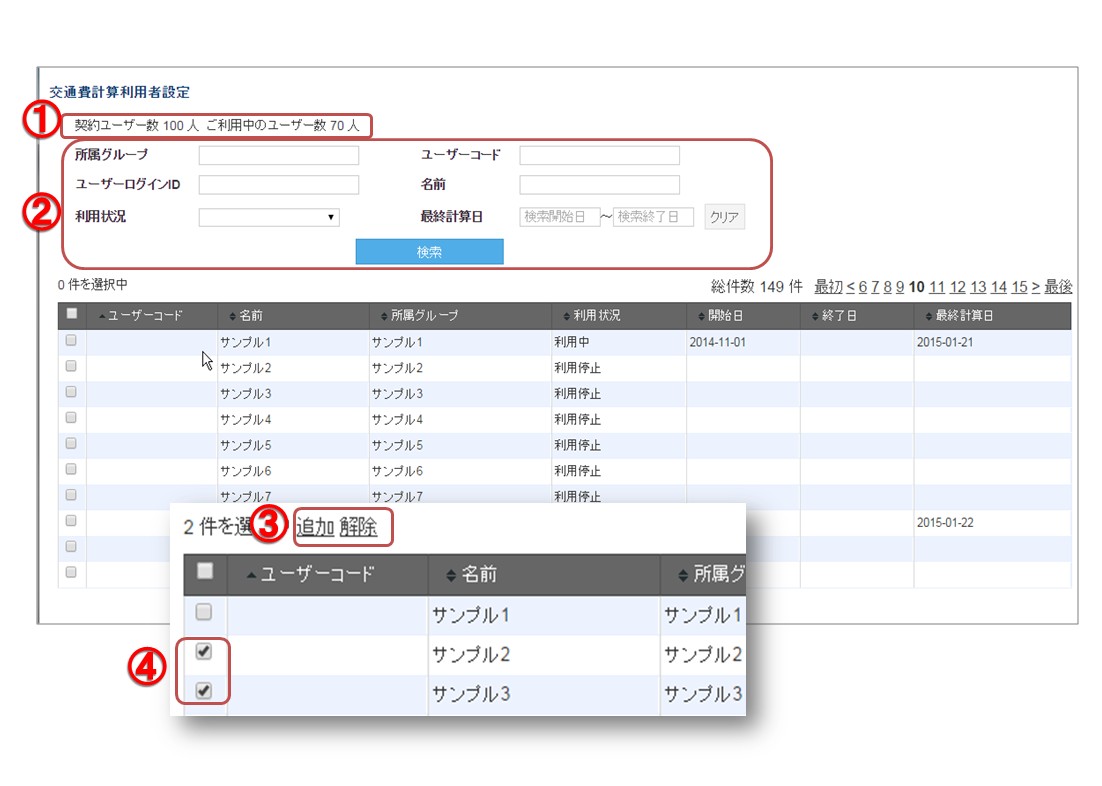 交通費計算利用者設定
① 契約ユーザー数 100 人 ご利用中のユーザー数 70 人
所属グループ ユーザーコード
ユーザーログインID 名前
② 利用状況 最終計算日 検索開始日 ～ 検索終了日 クリア
検索
0 件を選択中 総件数 149 件 最初 < 6 7 8 9 10 11 12 13 14 15 > 最後
ユーザーコード 名前 所属グループ 利用状況 開始日 終了日 最終計算日
サンプル1 サンプル1 利用中 2014-11-01 2015-01-21
サンプル2 サンプル2 利用停止
サンプル3 サンプル3 利用停止
サンプル4 サンプル4 利用停止
サンプル5 サンプル5 利用停止
サンプル6 サンプル6 利用停止
サンプル7 サンプル7 利用停止
2015-01-22
2 件を選 ③ 追加 解除
ユーザーコード 名前 所属グ
サンプル1 サンプル1
④ サンプル2 サンプル2
サンプル3 サンプル3